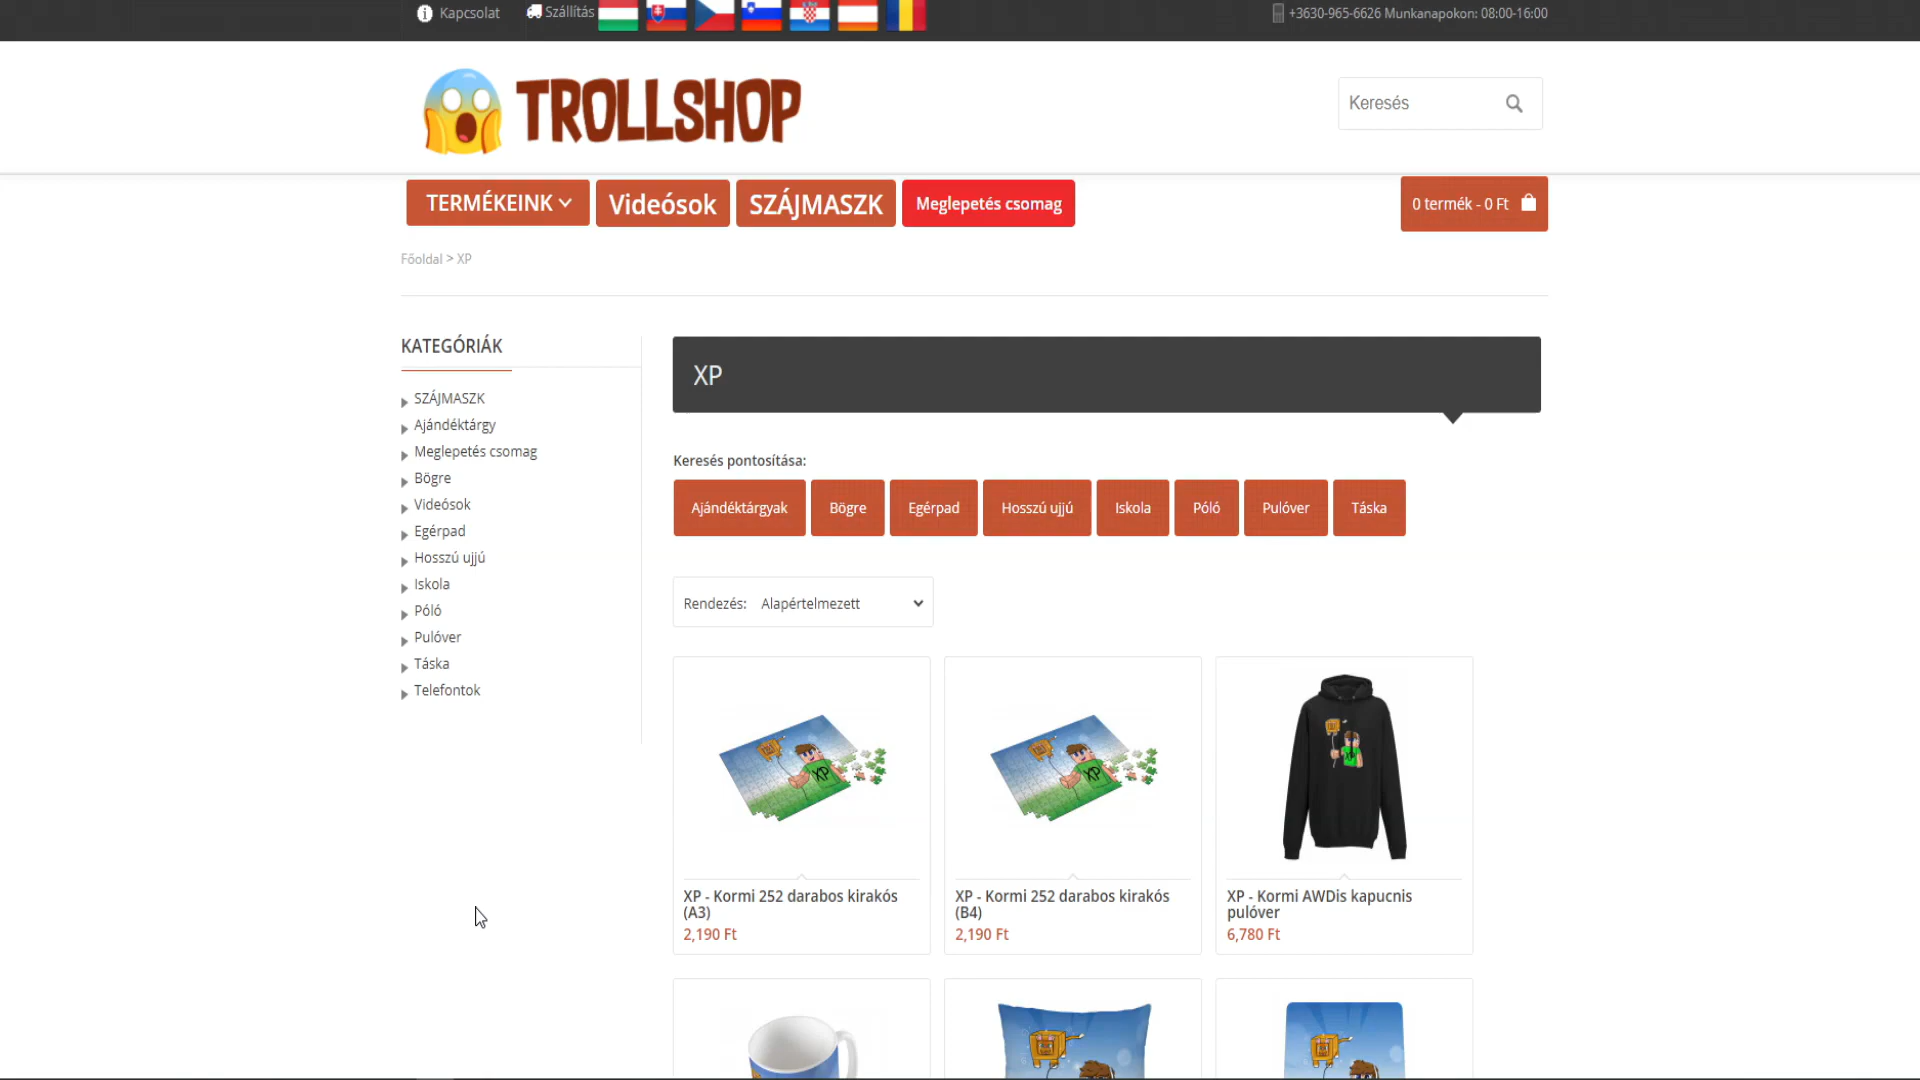 Kapcsolat
Szállítás
+3630-965-6626 Munkanapokon: 08:00-16:00
TROLLSHOP
Keresés
TERMÉKEINK
Videósok
SZÁJMASZK
Meglepetés csomag
0 termék - 0 Ft
Főoldal > XP
KATEGÓRIÁK
SZÁJMASZK
Ajándéktárgy
Meglepetés csomag
Bögre
Videósok
Egérpad
Hosszú ujjú
Iskola
Póló
Pulóver
Táska
Telefontok
XP
Keresés pontosítása:
Ajándéktárgyak
Bögre
Egérpad
Hosszú ujjú
Iskola
Póló
Pulóver
Táska
Rendezés: Alapértelmezett
XP
XP
XP - Kormi 252 darabos kirakós
(A3)
2,190 Ft
XP - Kormi 252 darabos kirakós
(B4)
2,190 Ft
XP - Kormi AWDis kapucnis
pulóver
6,780 Ft